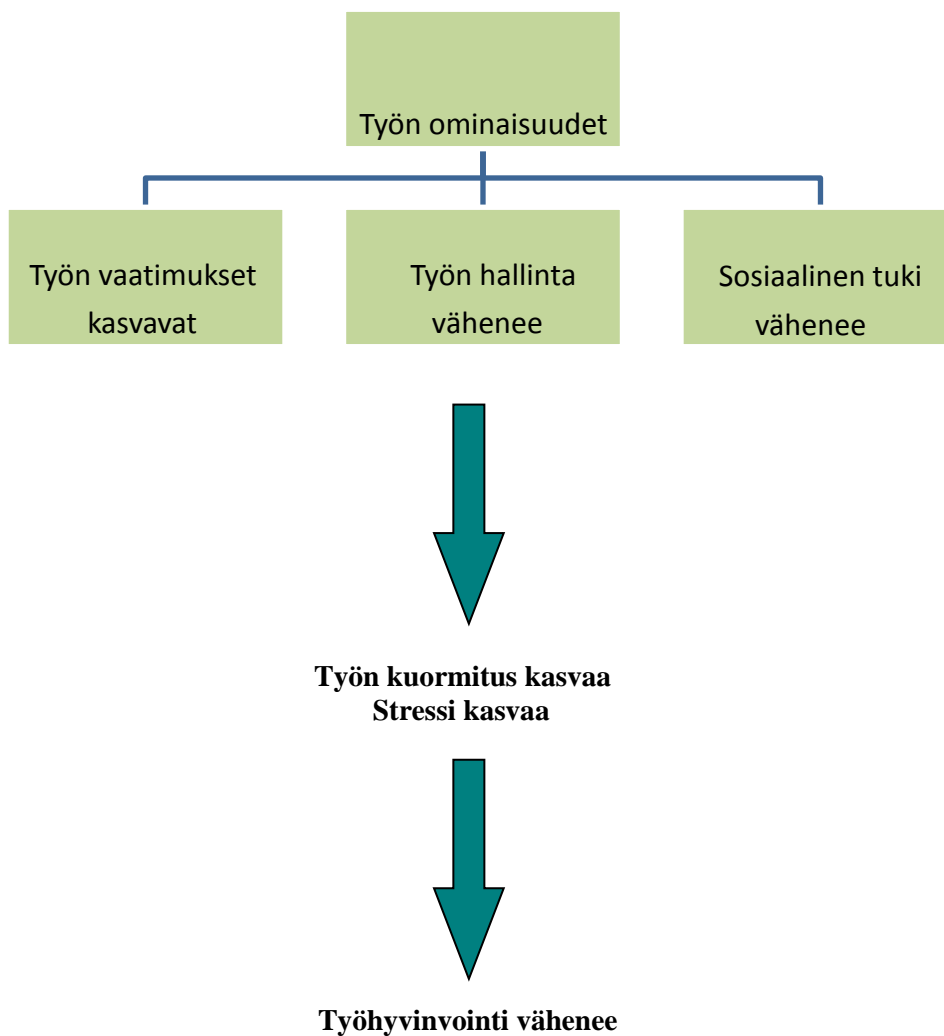 Työn ominaisuudet
Työn vaatimukset
kasvavat
Työn hallinta
vähenee
Sosiaalinen tuki
vähenee
Työn kuormitus kasvaa
Stressi kasvaa
Työhyvinvointi vähenee